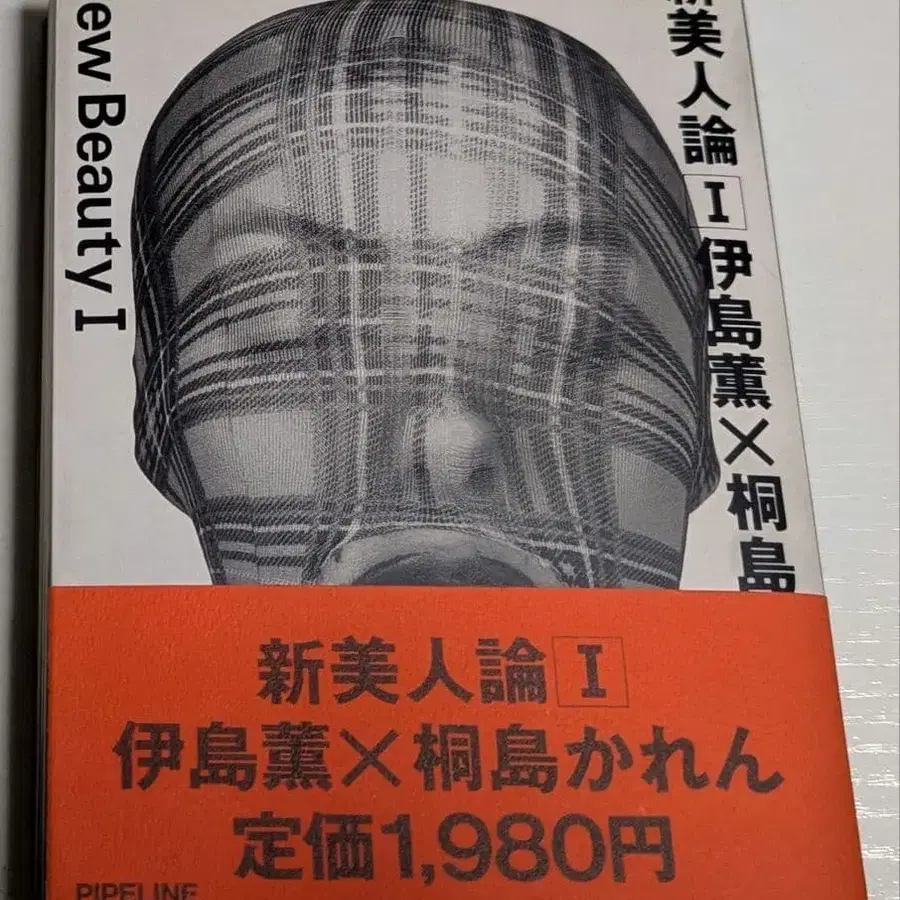 ew Beauty I
新美人論 I 伊島薫×桐島
新美人論 I
伊島薫×桐島かれん
定価1,980円
PIPELINE